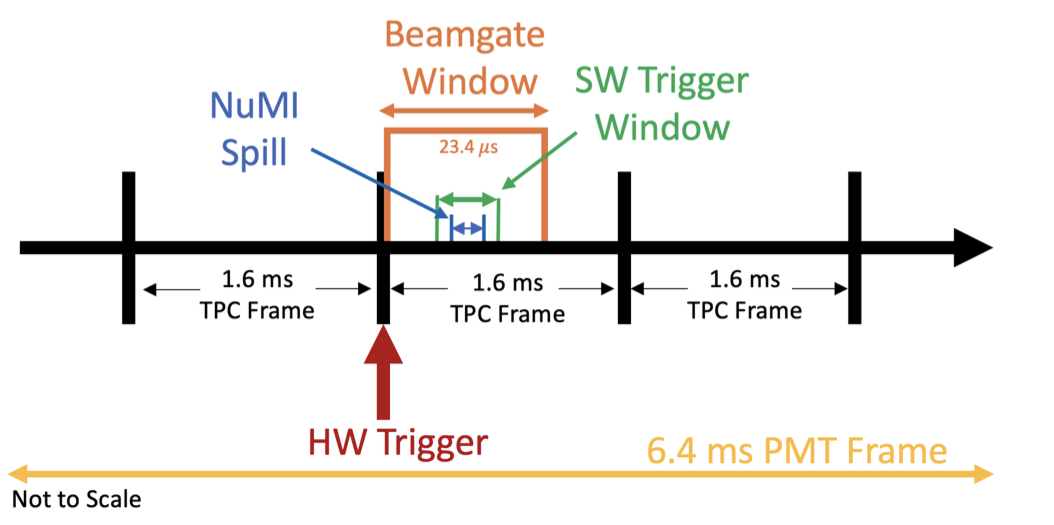 Beamgate
Window
SW Trigger
Window
NuMI
Spill
23.4 μs
1.6 ms
TPC Frame
1.6 ms
TPC Frame
1.6 ms
TPC Frame
HW Trigger
6.4 ms PMT Frame
Not to Scale